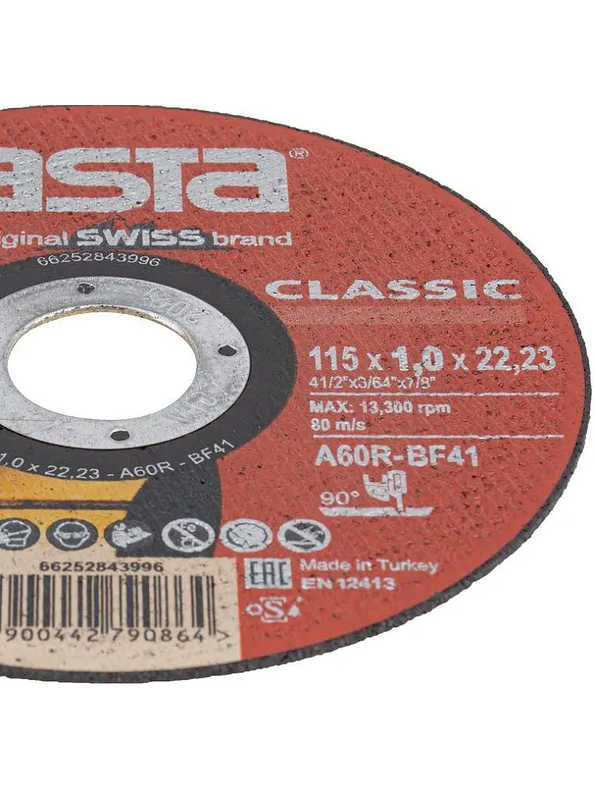 asta®
iginal SWISS brand
66252843996
CLASSIC
115 x 1,0 x 22,23
41/2"x3/64"x7/8"
MAX: 13,300 rpm
80 m/s
A60R-BF41
1,0 x 22,23 - A60R - BF41
90°
66252843996
EAC
Made in Turkey
EN 12413
oSA
900442 790864 >